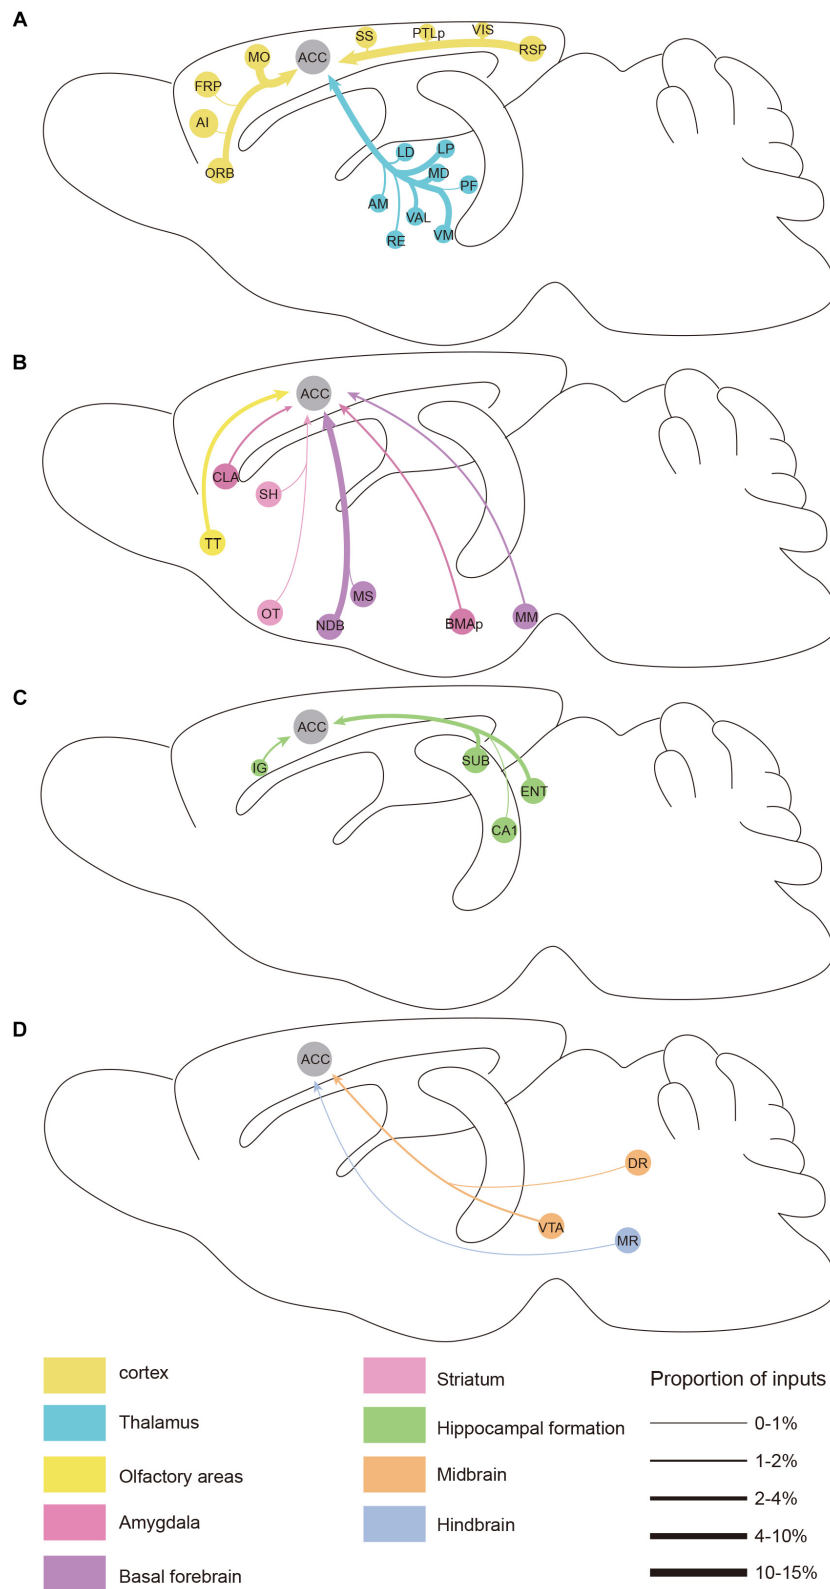 A
SS
PTLp
VIS
RSP
MO
ACC
FRP
AI
ORB
LD
LP
MD
PF
AM
VAL
RE
VM
B
ACC
CLA
SH
TT
MS
OT
NDB
BMAp
MM
C
ACC
IG
SUB
ENT
CA1
D
ACC
DR
VTA
MR
cortex
Thalamus
Olfactory areas
Amygdala
Basal forebrain
Striatum
Hippocampal formation
Midbrain
Hindbrain
Proportion of inputs
0-1%
1-2%
2-4%
4-10%
10-15%